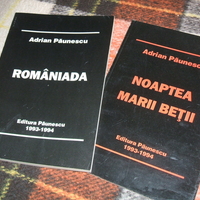 Adrian Păunescu
ROMÂNIADA
Editura Păunescu
1993-1994
Adrian Păunescu
NOAPTEA
MARII BEȚII
Editura Păunescu
1993-1994